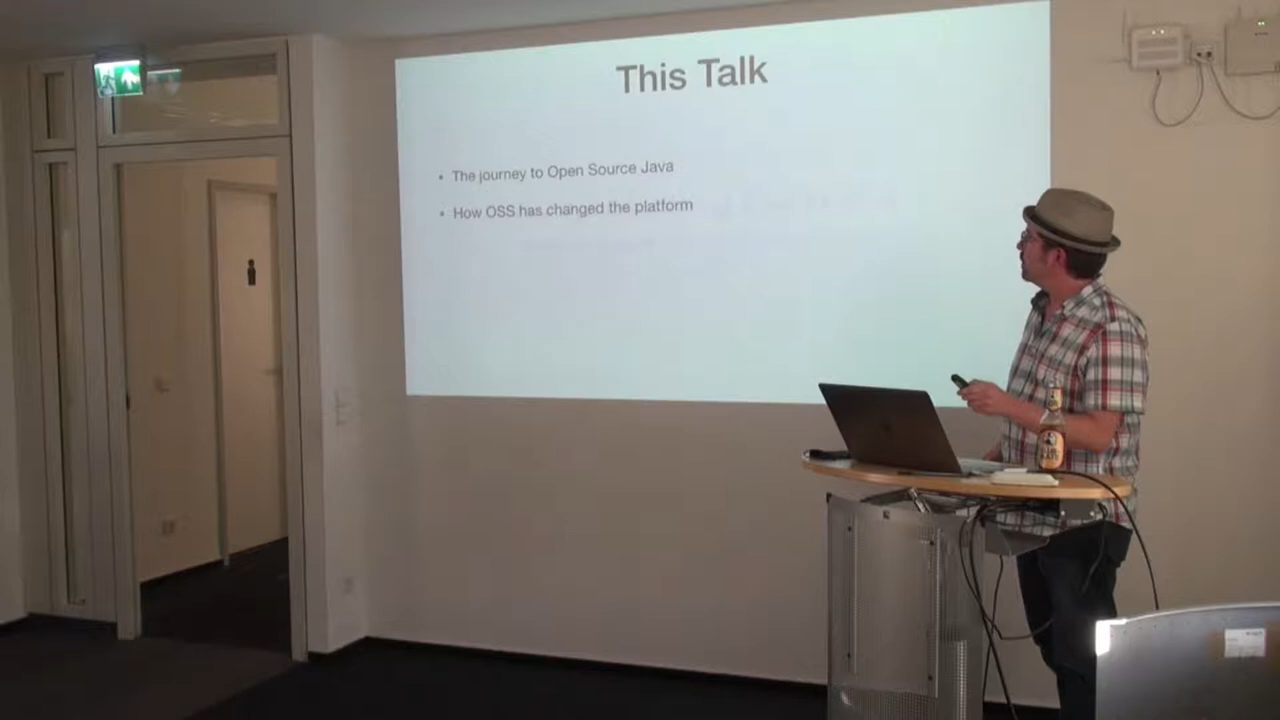 This Talk
• The journey to Open Source Java
• How OSS has changed the platform